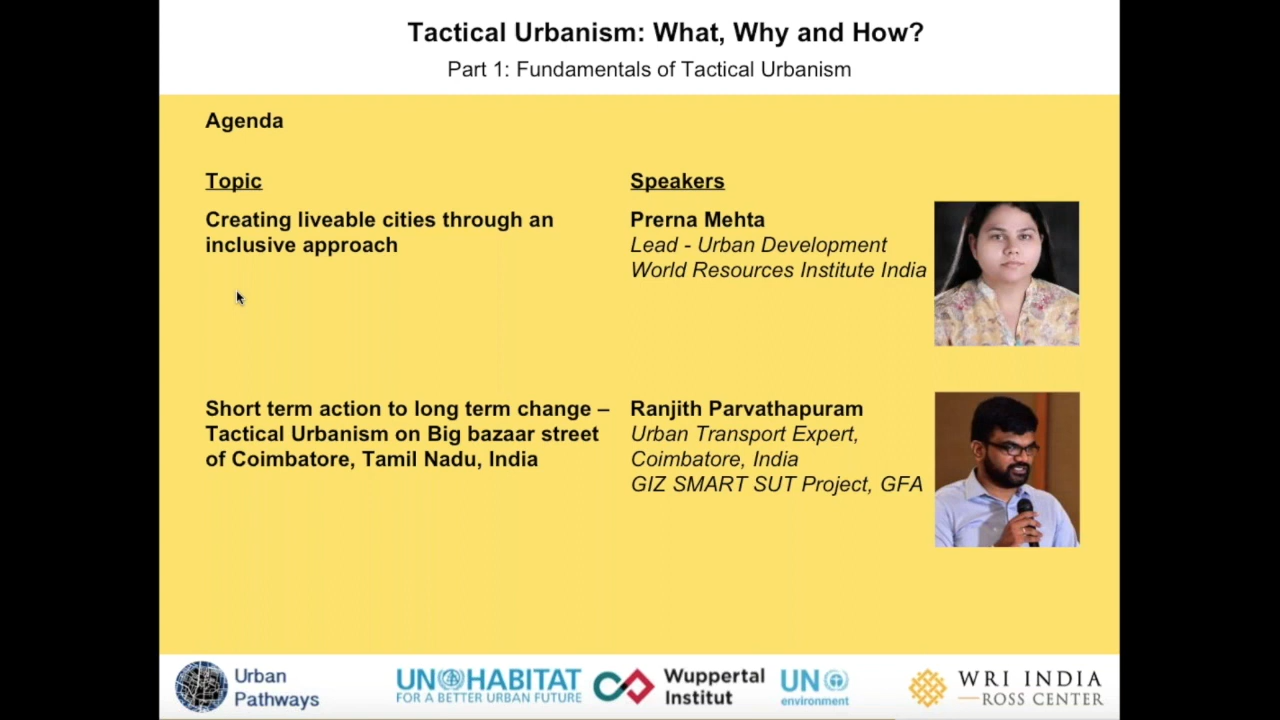 Tactical Urbanism: What, Why and How?
Part 1: Fundamentals of Tactical Urbanism
Agenda
Topic
Speakers
Creating liveable cities through an
inclusive approach
Prerna Mehta
Lead - Urban Development
World Resources Institute India
Short term action to long term change –
Tactical Urbanism on Big bazaar street
of Coimbatore, Tamil Nadu, India
Ranjith Parvathapuram
Urban Transport Expert,
Coimbatore, India
GIZ SMART SUT Project, GFA
Urban
Pathways
UN HABITAT
FOR A BETTER URBAN FUTURE
Wuppertal
Institut
UN
environment
WRI INDIA
ROSS CENTER